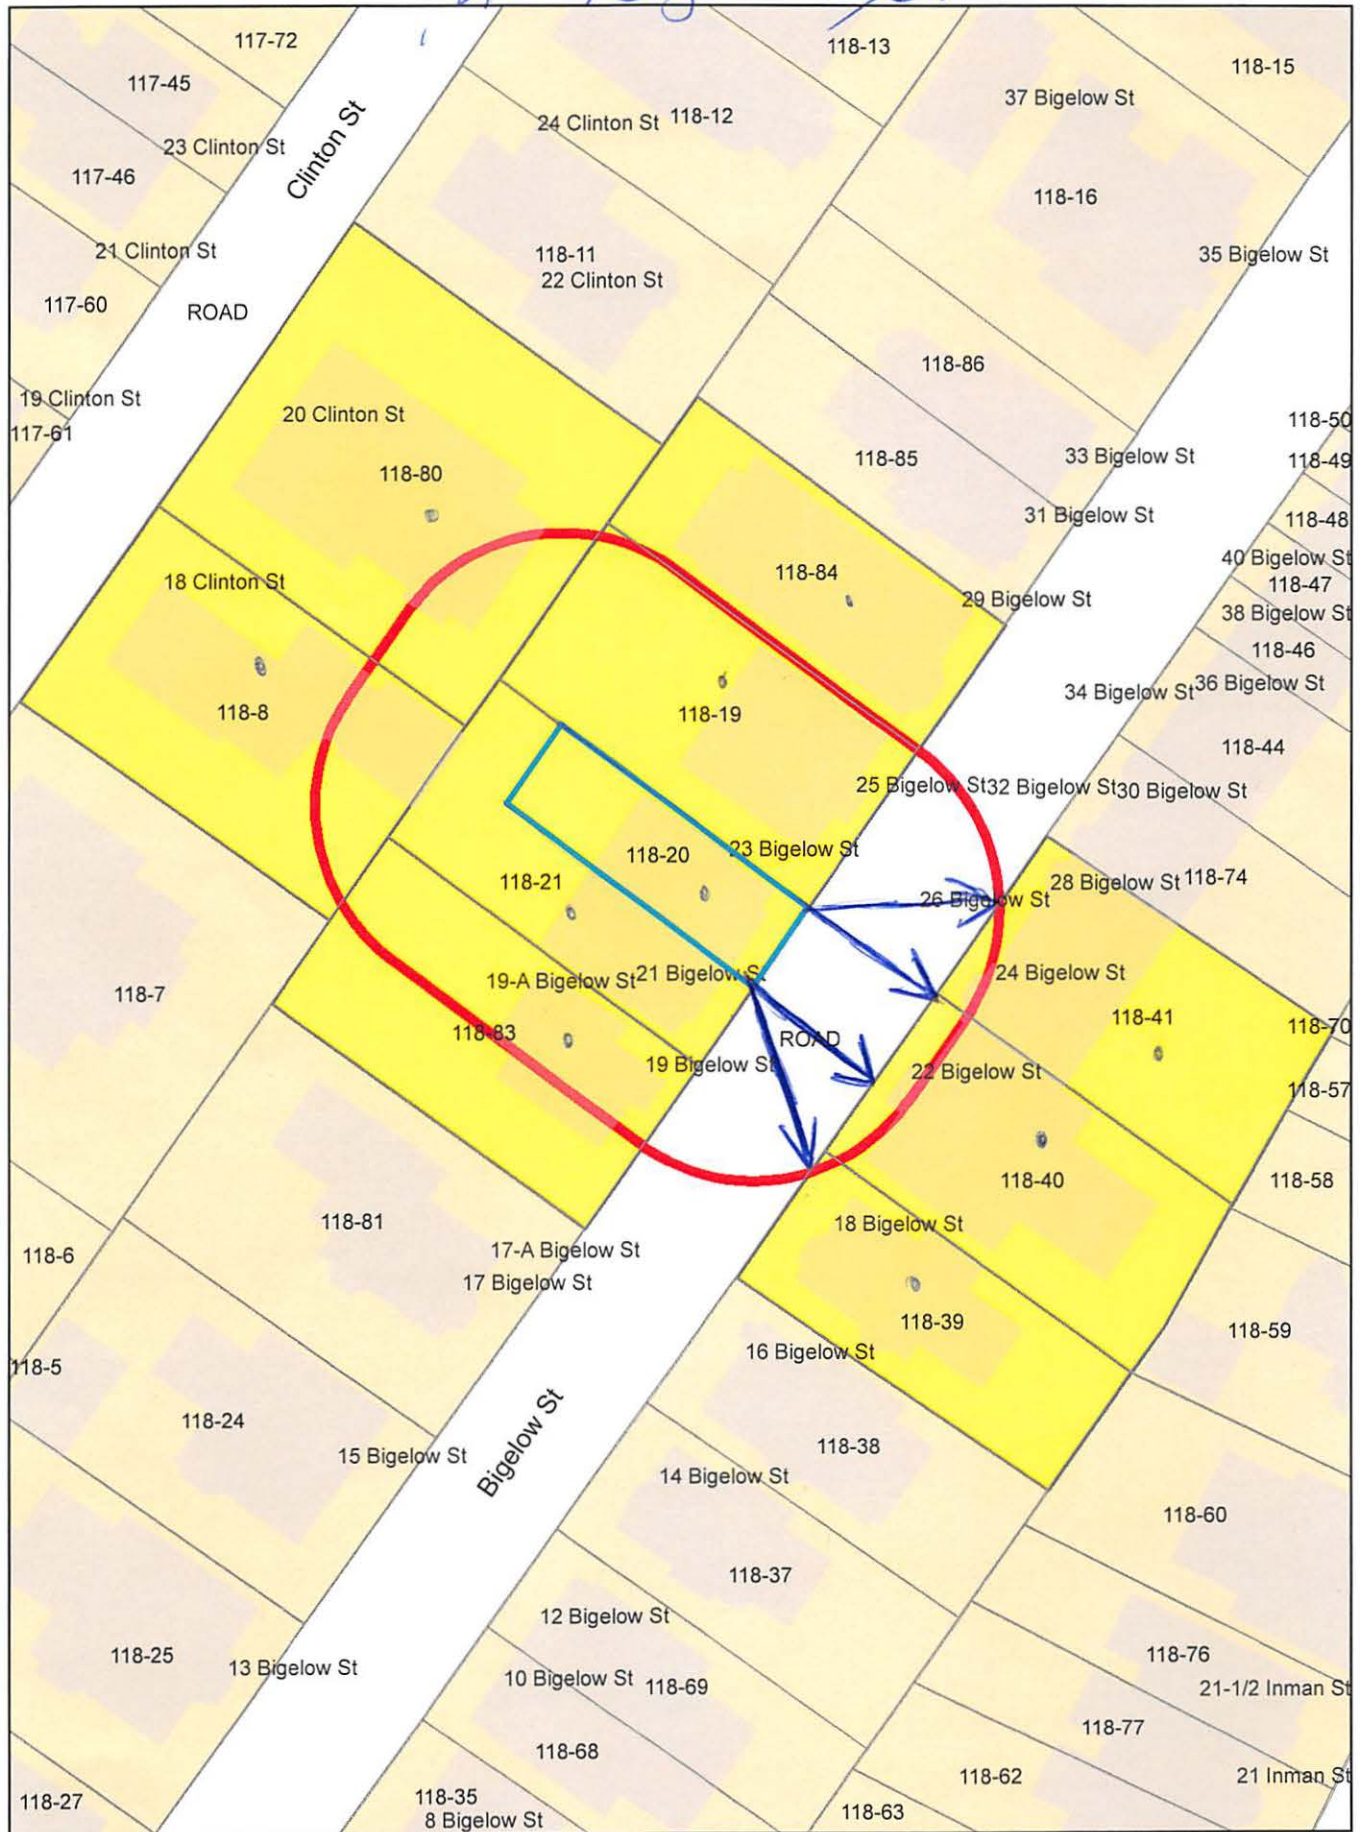 117-72
118-13
118-15
117-45
37 Bigelow St
24 Clinton St
118-12
23 Clinton St
Clinton St
117-46
118-16
21 Clinton St
118-11
35 Bigelow St
22 Clinton St
117-60
ROAD
118-86
19 Clinton St
20 Clinton St
118-50
117-61
118-85
33 Bigelow St
118-49
118-80
31 Bigelow St
118-48
40 Bigelow St
18 Clinton St
118-84
118-47
29 Bigelow St
38 Bigelow St
118-46
34 Bigelow St
36 Bigelow St
118-8
118-19
118-44
25 Bigelow St
32 Bigelow St
30 Bigelow St
118-20
23 Bigelow St
118-21
28 Bigelow St
118-74
26 Bigelow St
19-A Bigelow St
21 Bigelow St
24 Bigelow St
118-7
118-41
118-70
118-83
ROAD
19 Bigelow St
22 Bigelow St
118-57
118-40
118-58
118-81
18 Bigelow St
118-6
17-A Bigelow St
17 Bigelow St
118-39
118-59
16 Bigelow St
118-5
118-24
Bigelow St
118-38
15 Bigelow St
14 Bigelow St
118-60
118-37
12 Bigelow St
118-25
13 Bigelow St
118-76
10 Bigelow St
118-69
21-1/2 Inman St
118-77
118-68
118-62
21 Inman St
118-27
118-35
118-63
8 Bigelow St